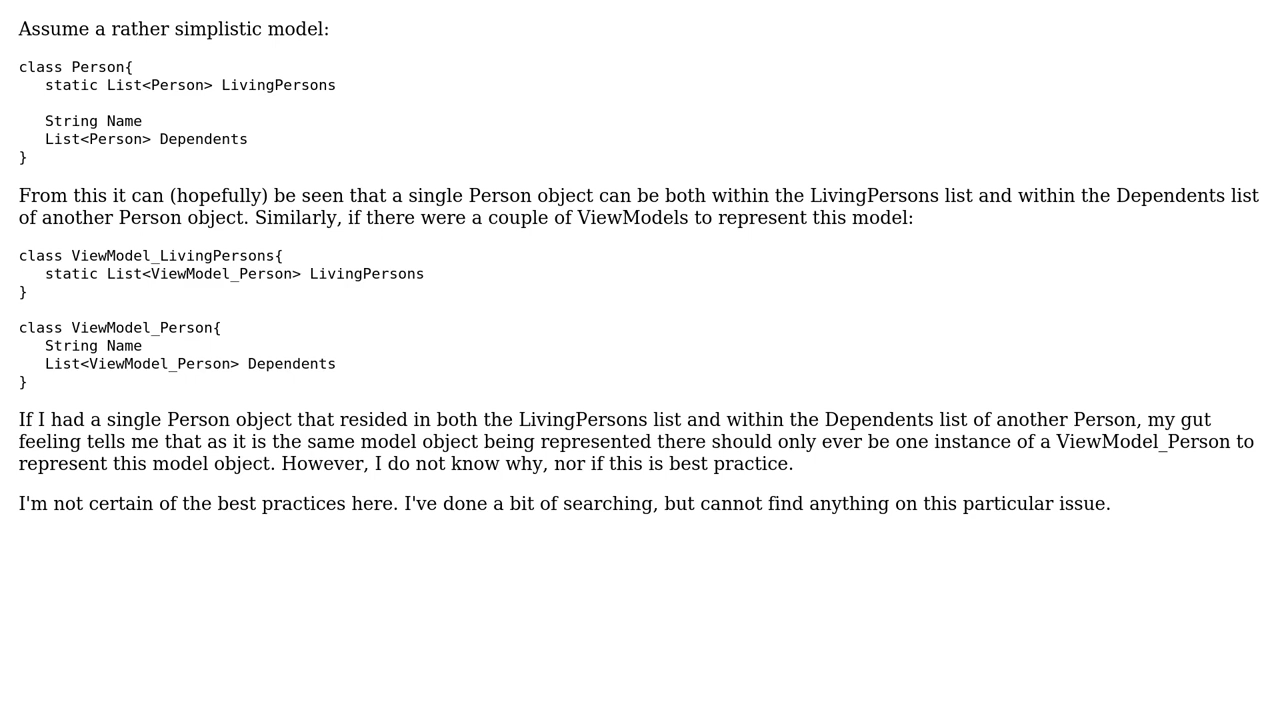 Assume a rather simplistic model:
class Person{
   static List<Person> LivingPersons
   String Name
   List<Person> Dependents
}
From this it can (hopefully) be seen that a single Person object can be both within the LivingPersons list and within the Dependents list
of another Person object. Similarly, if there were a couple of ViewModels to represent this model:
class ViewModel_LivingPersons{
   static List<ViewModel_Person> LivingPersons
}
class ViewModel_Person{
   String Name
   List<ViewModel_Person> Dependents
}
If I had a single Person object that resided in both the LivingPersons list and within the Dependents list of another Person, my gut
feeling tells me that as it is the same model object being represented there should only ever be one instance of a ViewModel_Person to
represent this model object. However, I do not know why, nor if this is best practice.
I'm not certain of the best practices here. I've done a bit of searching, but cannot find anything on this particular issue.